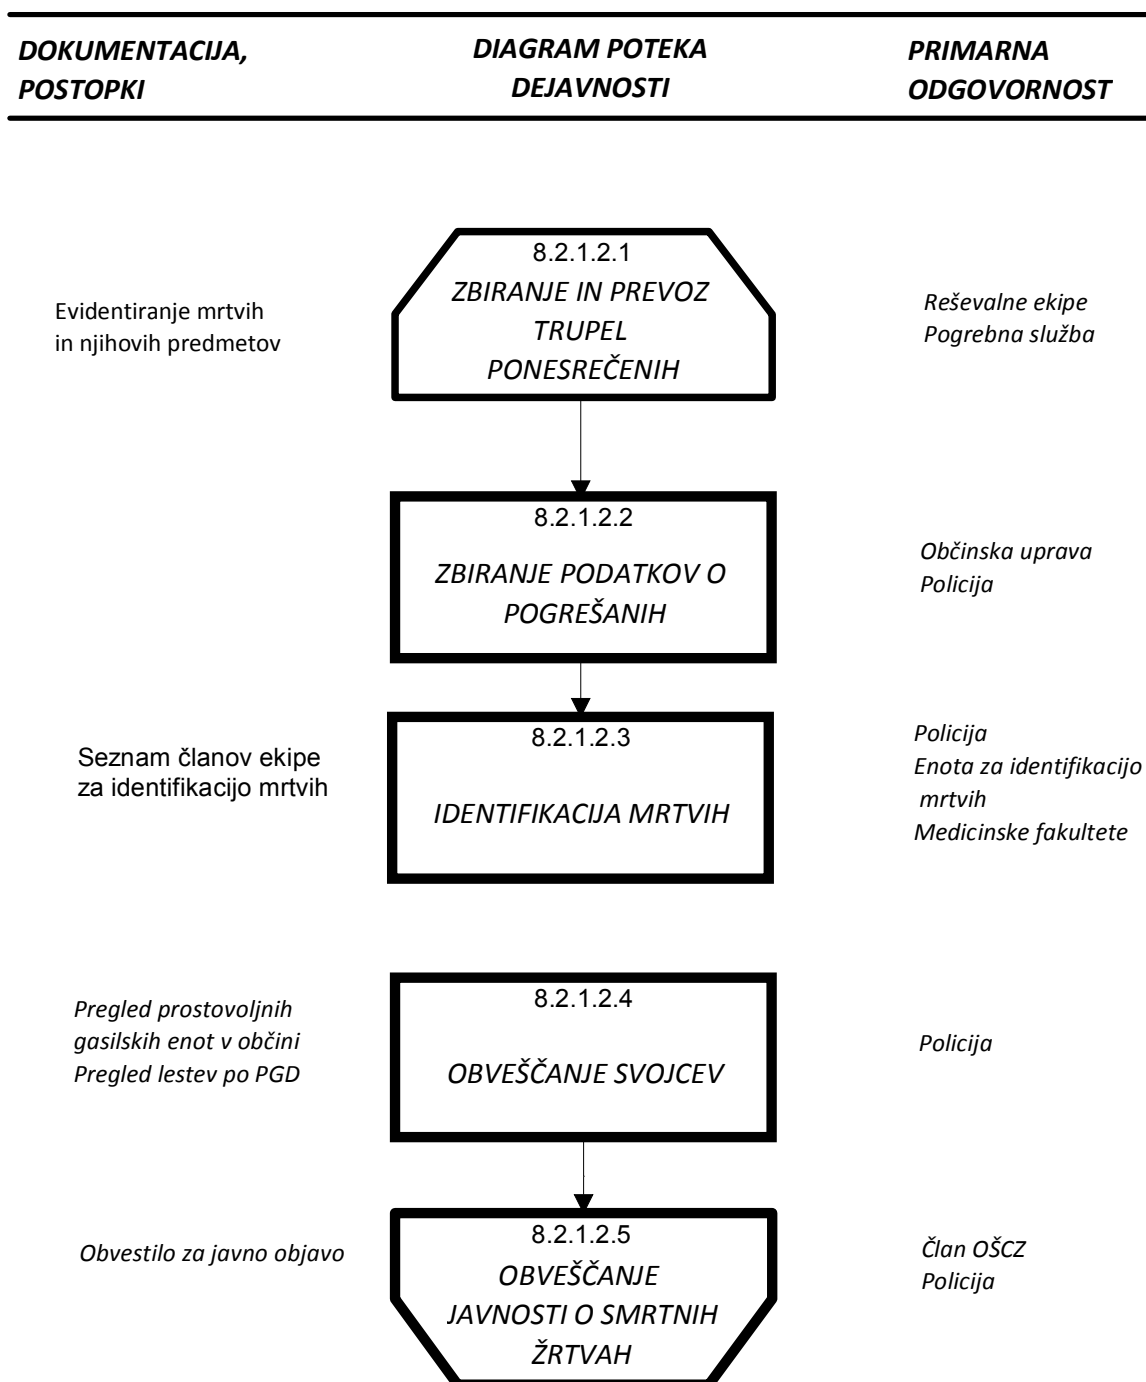 DOKUMENTACIJA,
POSTOPKI
DIAGRAM POTEKA
DEJAVNOSTI
PRIMARNA
ODGOVORNOST
Evidentiranje mrtvih
in njihovih predmetov
8.2.1.2.1
ZBIRANJE IN PREVOZ
TRUPEL
PONESREČENIH
Reševalne ekipe
Pogrebna služba
8.2.1.2.2
ZBIRANJE PODATKOV O
POGREŠANIH
Občinska uprava
Policija
Seznam članov ekipe
za identifikacijo mrtvih
8.2.1.2.3
IDENTIFIKACIJA MRTVIH
Policija
Enota za identifikacijo
mrtvih
Medicinske fakultete
Pregled prostovoljnih
gasilskih enot v občini
Pregled lestev po PGD
8.2.1.2.4
OBVEŠČANJE SVOJCEV
Policija
Obvestilo za javno objavo
8.2.1.2.5
OBVEŠČANJE
JAVNOSTI O SMRTNIH
ŽRTVAH
Član OŠCZ
Policija